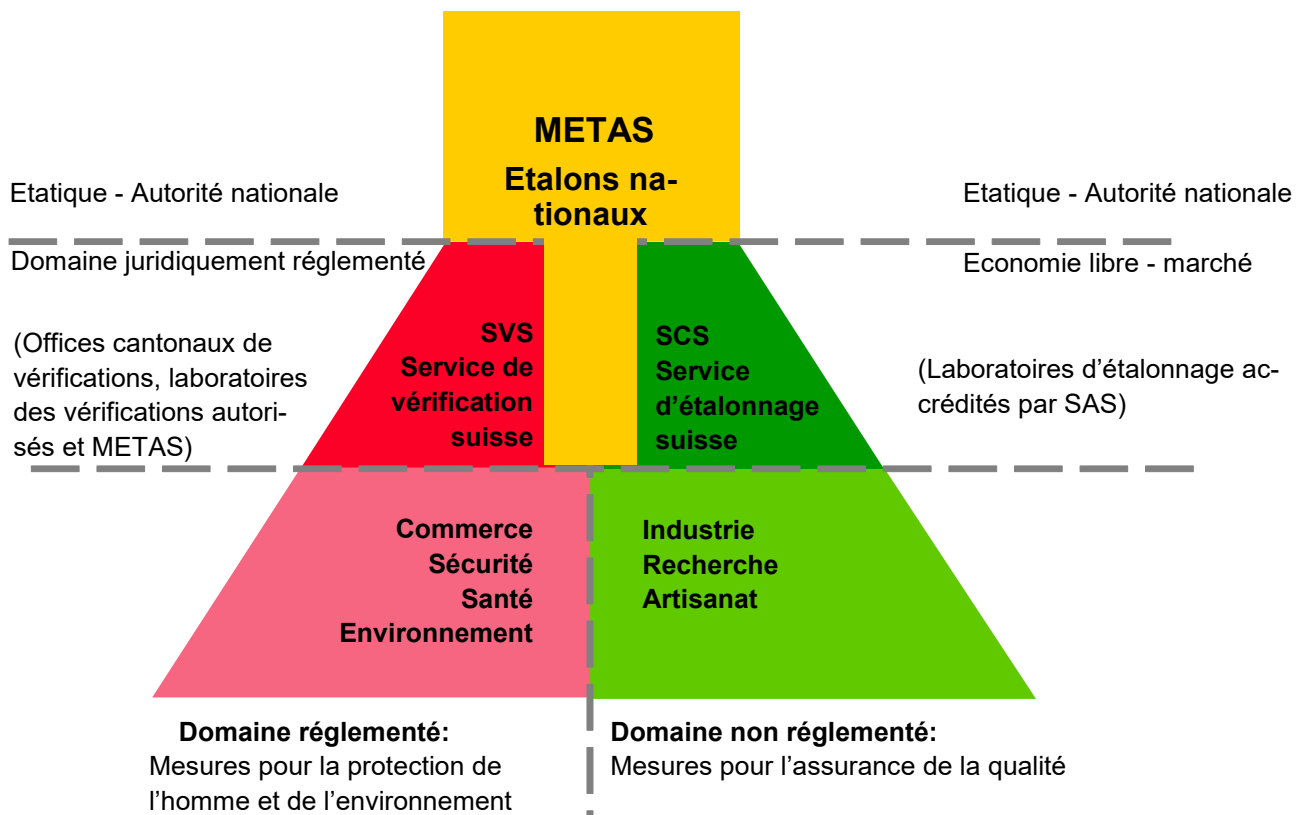 METAS
Etalons na-
tionaux
Etatique - Autorité nationale
Etatique - Autorité nationale
Domaine juridiquement réglementé
Economie libre - marché
(Offices cantonaux de
vérifications, laboratoires
des vérifications autori-
sés et METAS)
SVS
Service de
vérification
suisse
SCS
Service
d’étalonnage
suisse
(Laboratoires d’étalonnage ac-
crédités par SAS)
Commerce
Sécurité
Santé
Environnement
Industrie
Recherche
Artisanat
Domaine réglementé:
Mesures pour la protection de
l’homme et de l’environnement
Domaine non réglementé:
Mesures pour l’assurance de la qualité